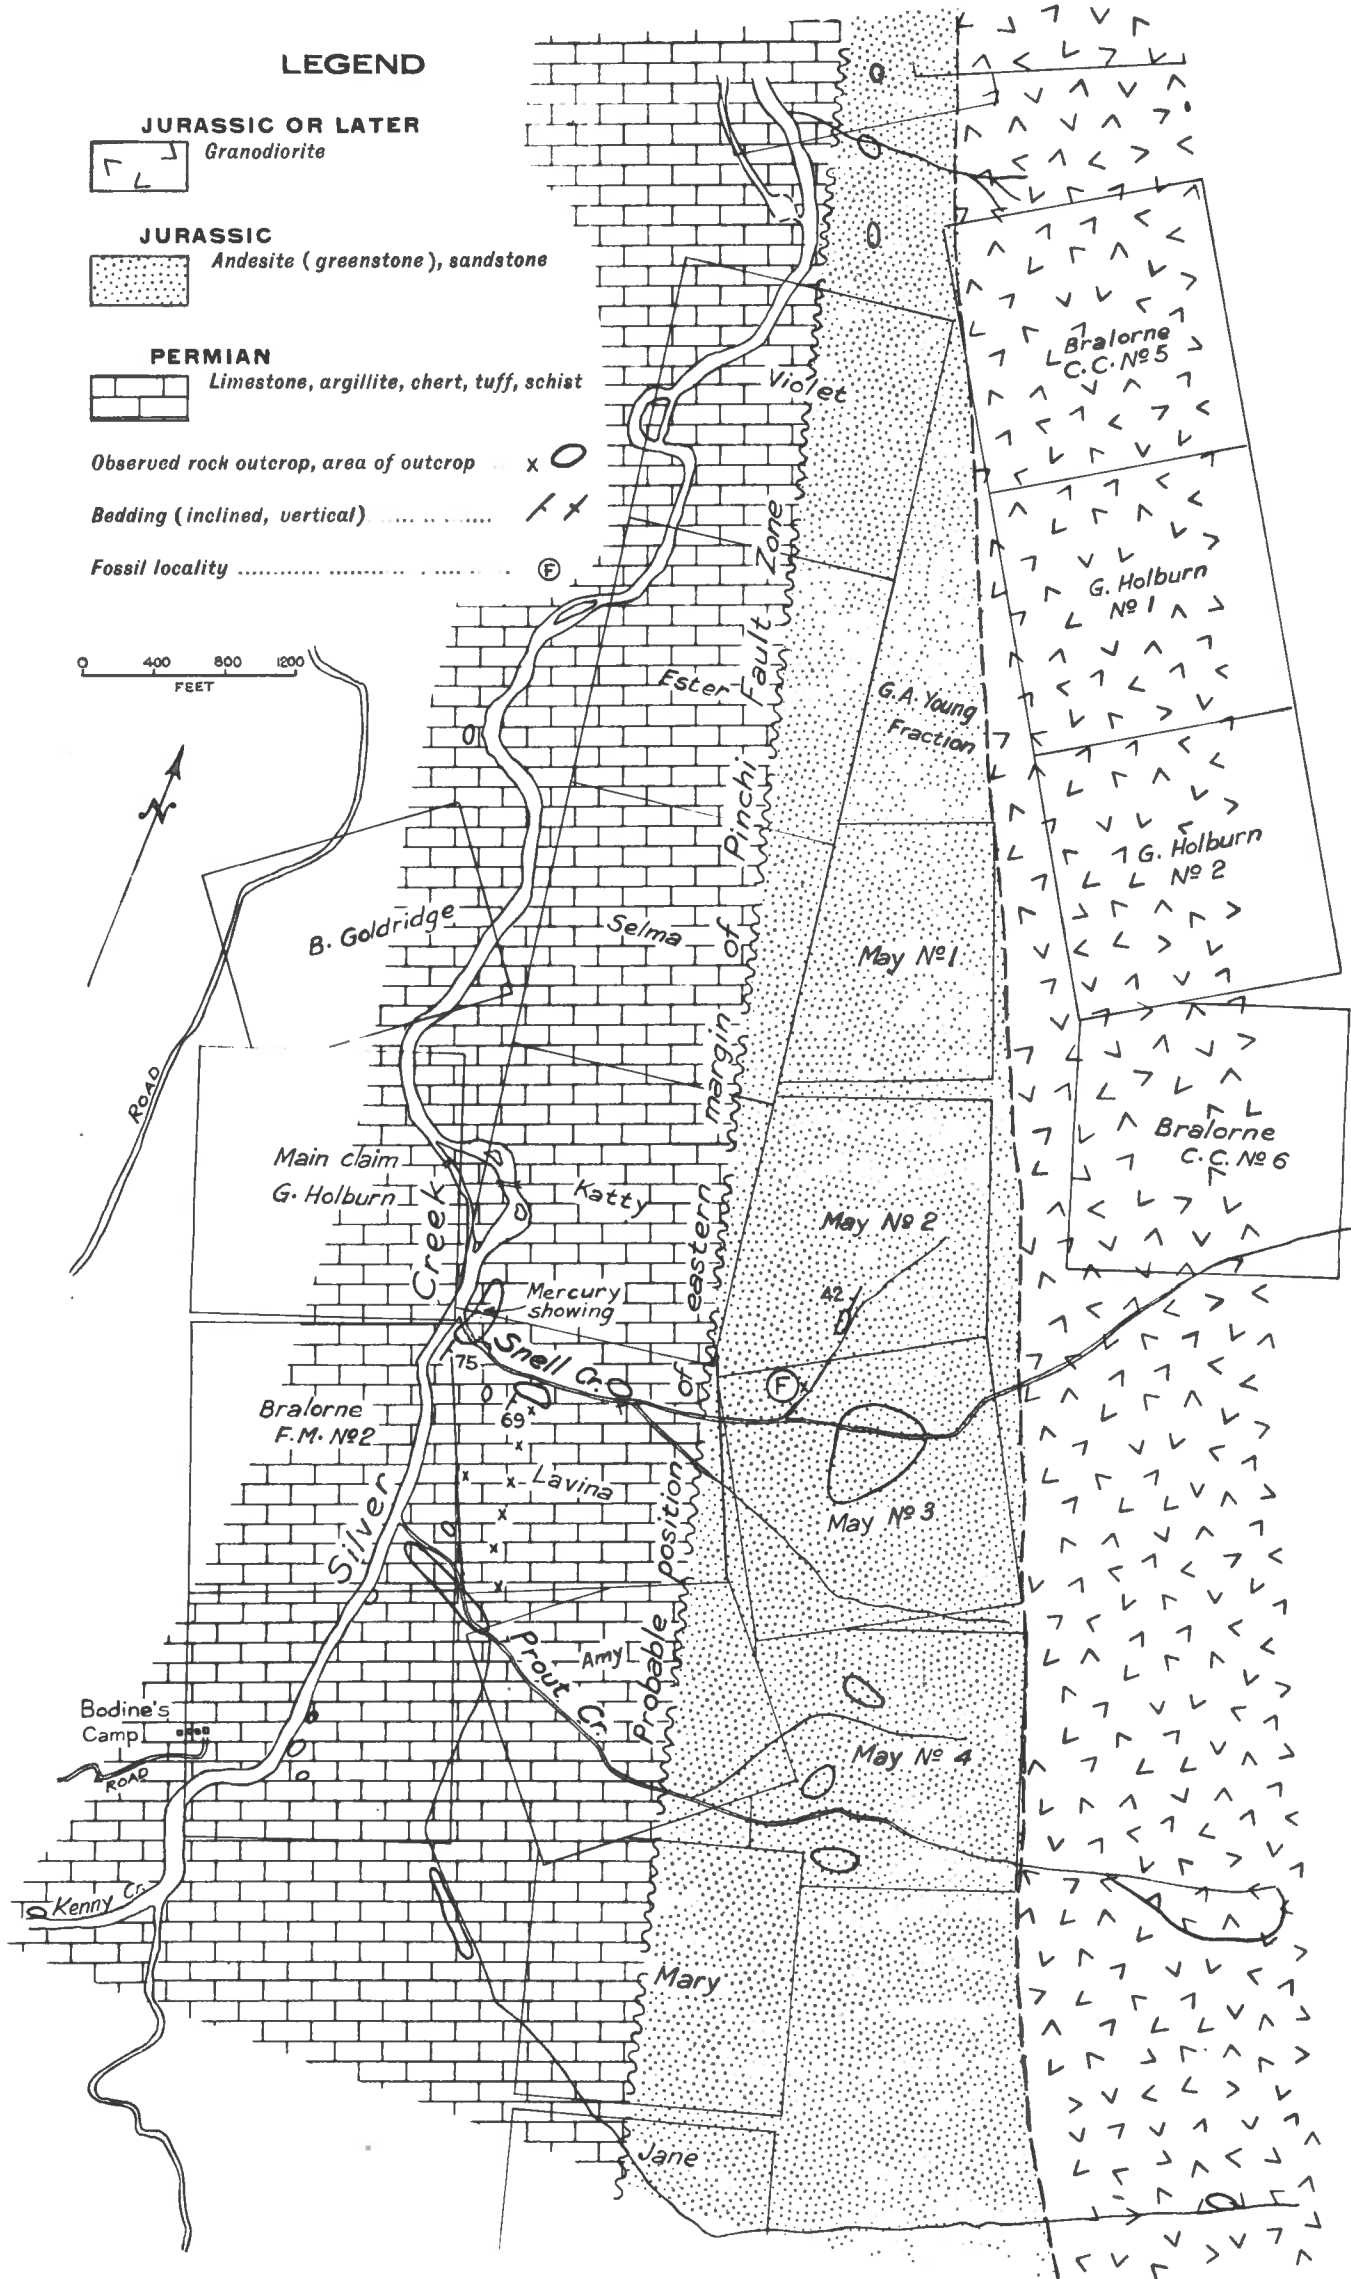 LEGEND
JURASSIC OR LATER
Granodiorite
JURASSIC
Andesite (greenstone), sandstone
PERMIAN
Limestone, argillite, chert, tuff, schist
Observed rock outcrop, area of outcrop x
Bedding (inclined, vertical)
Fossil locality F
0 400 800 1200
FEET
N
ROAD
Violet
Bralorne
C.C. Nº 5
G. Holburn
Nº 1
Ester
G.A. Young
Fraction
G. Holburn
Nº 2
B. Goldridge
Selma
May Nº 1
Bralorne
C.C. Nº 6
Main claim
G. Holburn
Katty
May Nº 2
42
Mercury
showing
Snell Cr.
75
F
69
Bralorne
F.M. Nº 2
Lavina
May Nº 3
Silver Creek
Probable position of eastern margin of Pinchi Fault Zone
Prout Cr.
Amy
May Nº 4
Bodine's
Camp
ROAD
Kenny Cr.
Mary
Jane